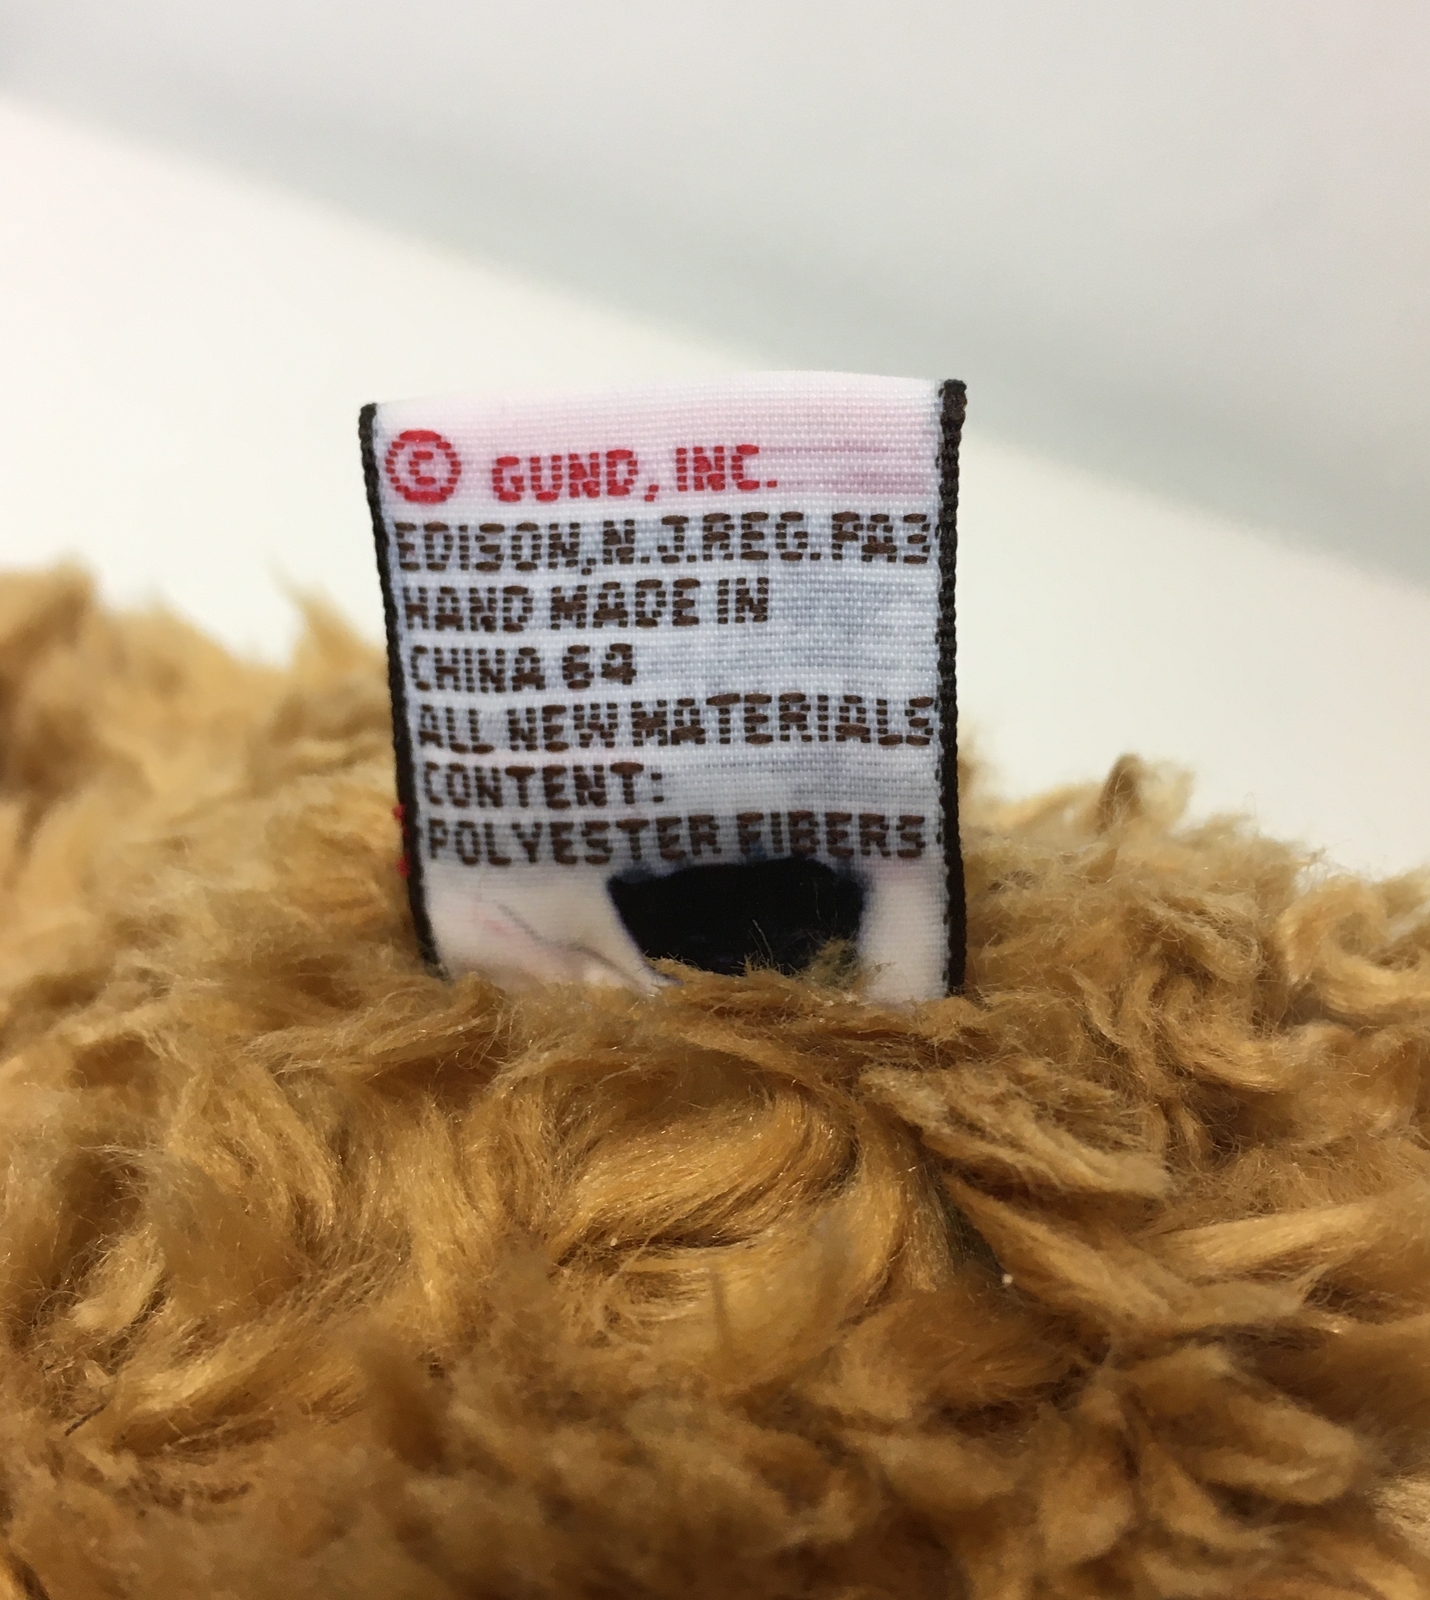 © GUND, INC.
EDISON,N.J.REG.PA3
HAND MADE IN
CHINA 64
ALL NEW MATERIALS
CONTENT:
POLYESTER FIBERS